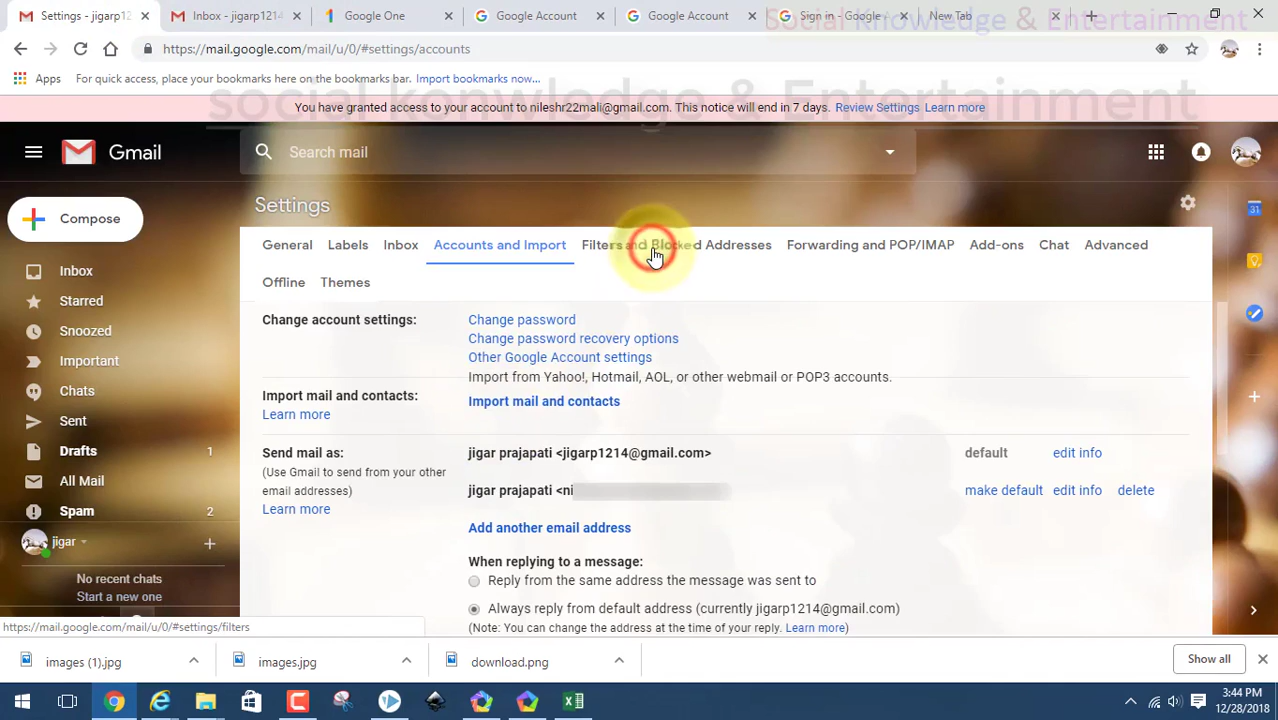 Settings - jigarp12
Inbox - jigarp1214
Google One
Google Account
Google Account
Sign in - Google A
New Tab
Social Knowledge & Entertainment
https://mail.google.com/mail/u/0/#settings/accounts
Apps
For quick access, place your bookmarks here on the bookmarks bar.
Import bookmarks now...
social konwledge & Entertainment
You have granted access to your account to nileshr22mali@gmail.com. This notice will end in 7 days. Review Settings Learn more
Gmail
Search mail
Compose
Settings
General Labels Inbox Accounts and Import Filters and Blocked Addresses Forwarding and POP/IMAP Add-ons Chat Advanced
Offline Themes
Inbox
Starred
Snoozed
Important
Chats
Sent
Drafts 1
All Mail
Spam 2
jigar
No recent chats
Start a new one
Change account settings:
Change password
Change password recovery options
Other Google Account settings
Import from Yahoo!, Hotmail, AOL, or other webmail or POP3 accounts.
Import mail and contacts:
Learn more
Import mail and contacts
Send mail as:
(Use Gmail to send from your other
email addresses)
Learn more
jigar prajapati <jigarp1214@gmail.com> default edit info
jigar prajapati <ni make default edit info delete
Add another email address
When replying to a message:
Reply from the same address the message was sent to
Always reply from default address (currently jigarp1214@gmail.com)
(Note: You can change the address at the time of your reply. Learn more)
31
https://mail.google.com/mail/u/0/#settings/filters
images (1).jpg
images.jpg
download.png
Show all
3:44 PM
12/28/2018